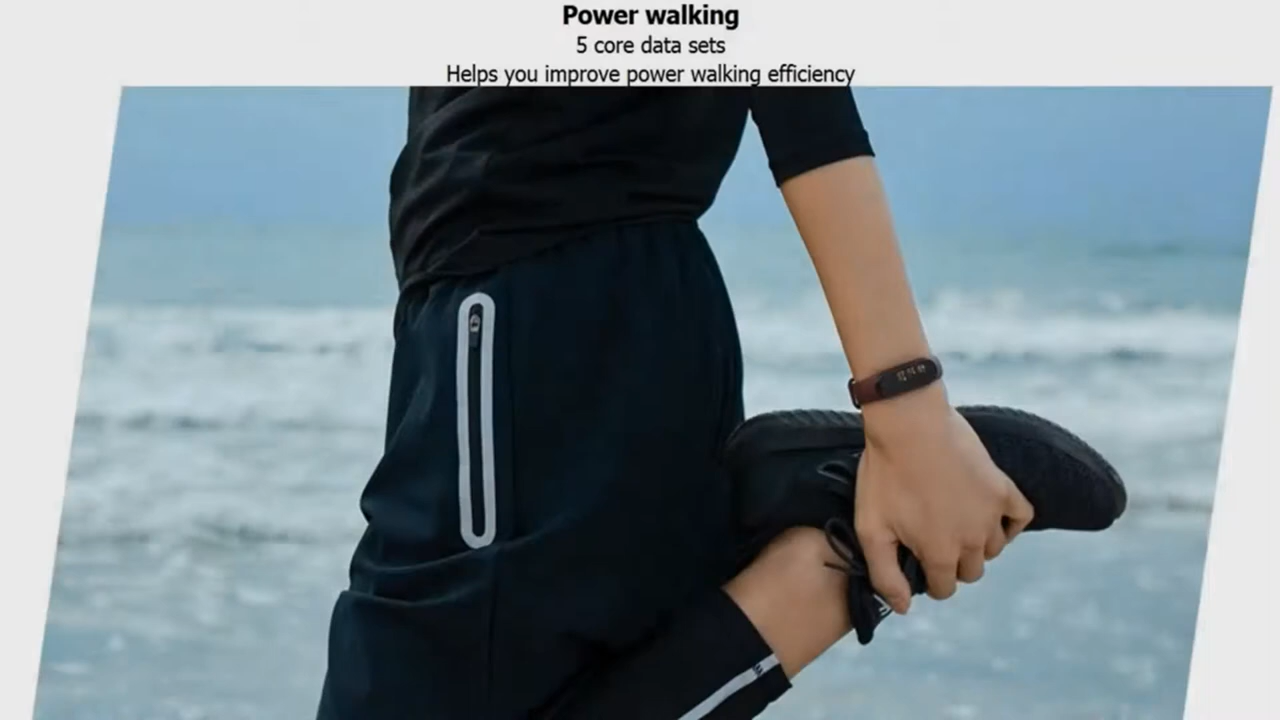 Power walking
5 core data sets
Helps you improve power walking efficiency